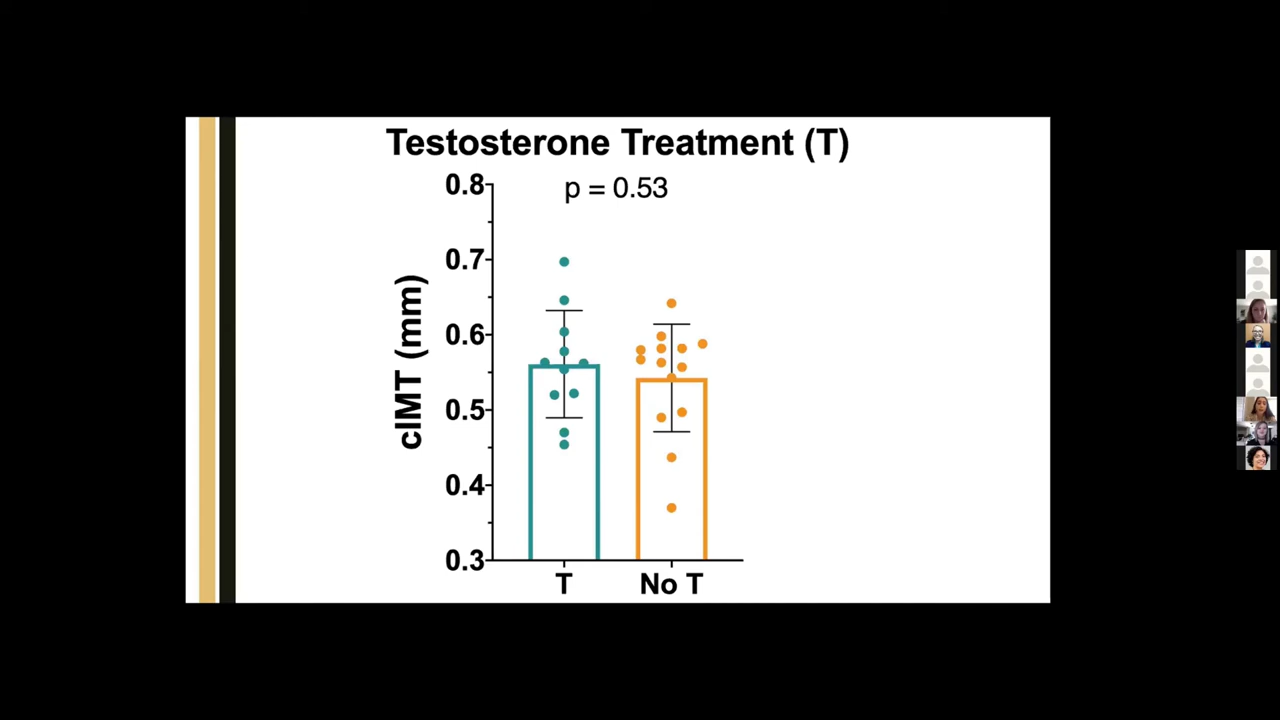 Testosterone Treatment (T)
p = 0.53
cIMT (mm)
0.8
0.7
0.6
0.5
0.4
0.3
T
No T